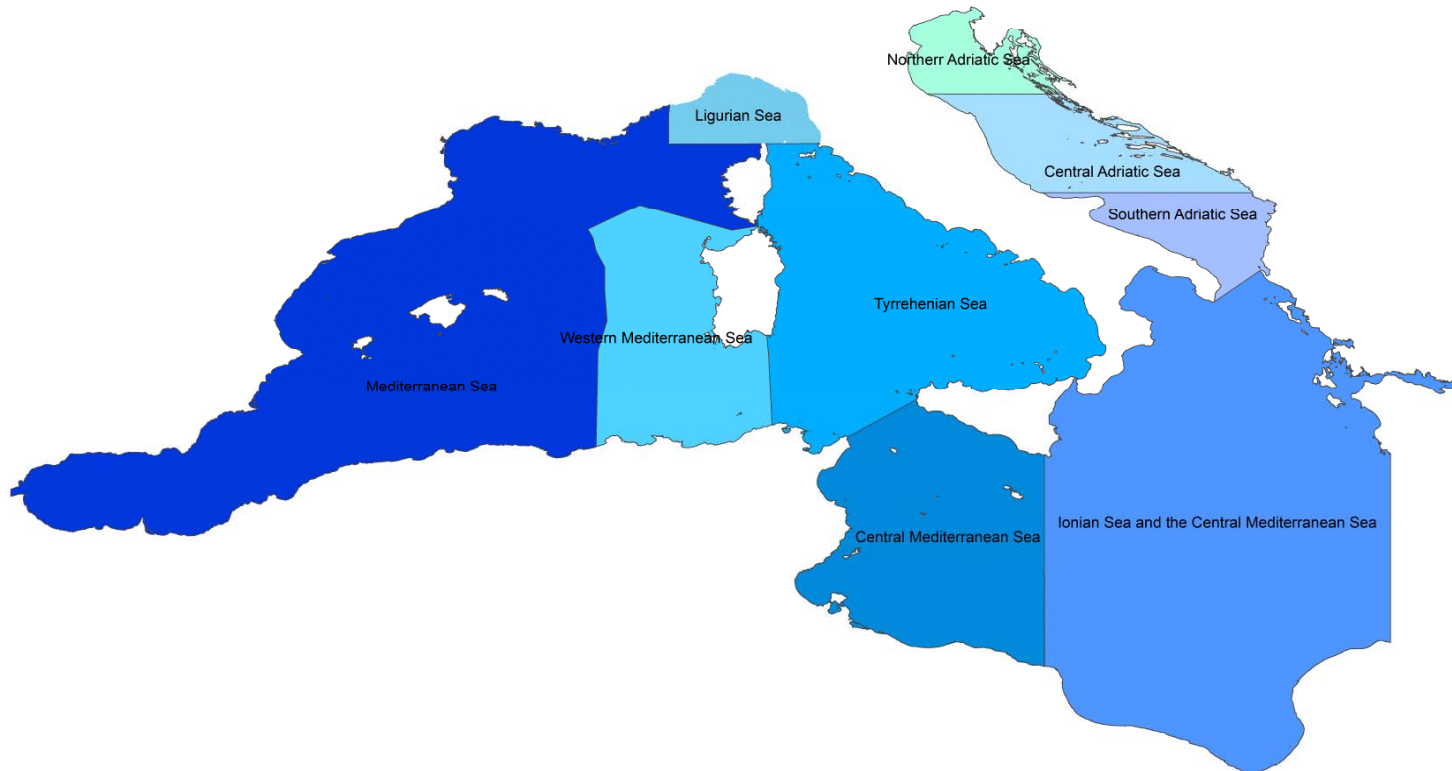 Northerr Adriatic Sea
Ligurian Sea
Central Adriatic Sea
Southern Adriatic Sea
Tyrrehenian Sea
Western Mediterranean Sea
Mediterranean Sea
Ionian Sea and the Central Mediterranean Sea
Central Mediterranean Sea